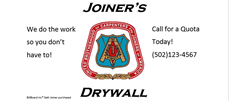 JOINER'S
We do the work
so you don't
have to!
Call for a Quota
Today!
(502)123-4567
DRYWALL